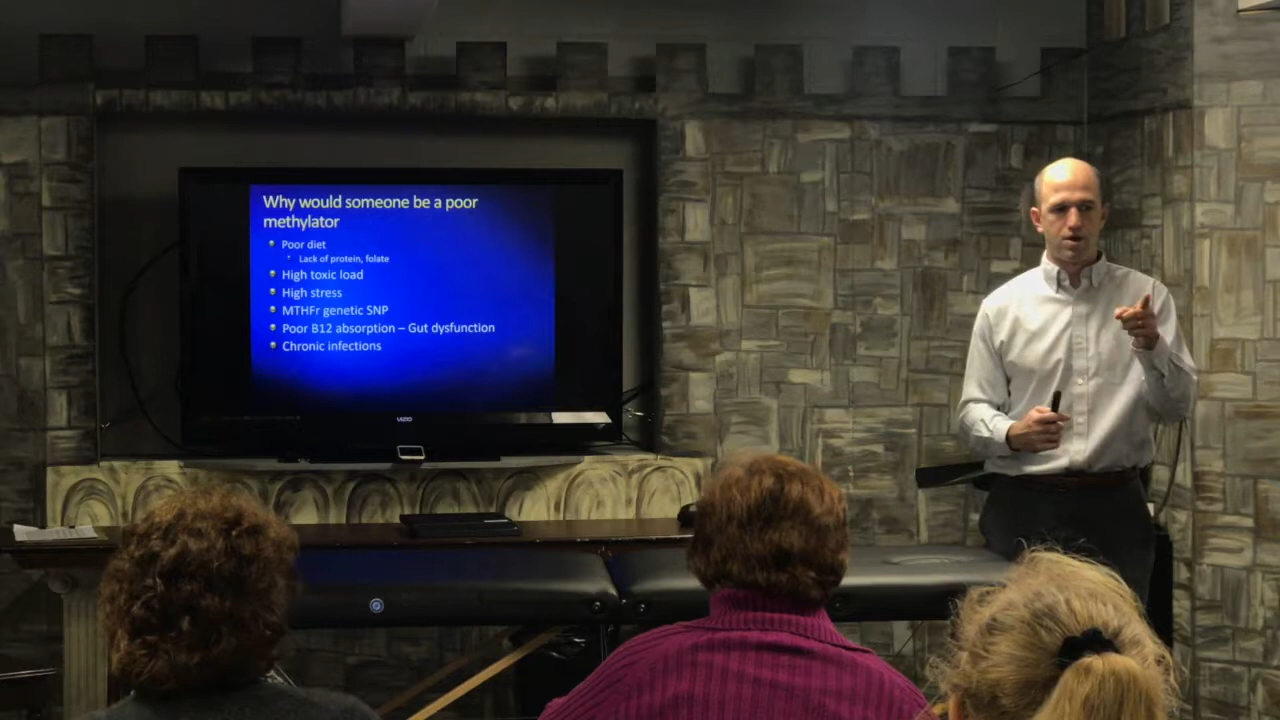 Why would someone be a poor
methylator
Poor diet
Lack of protein, folate
High toxic load
High stress
MTHFr genetic SNP
Poor B12 absorption – Gut dysfunction
Chronic infections
VIZIO